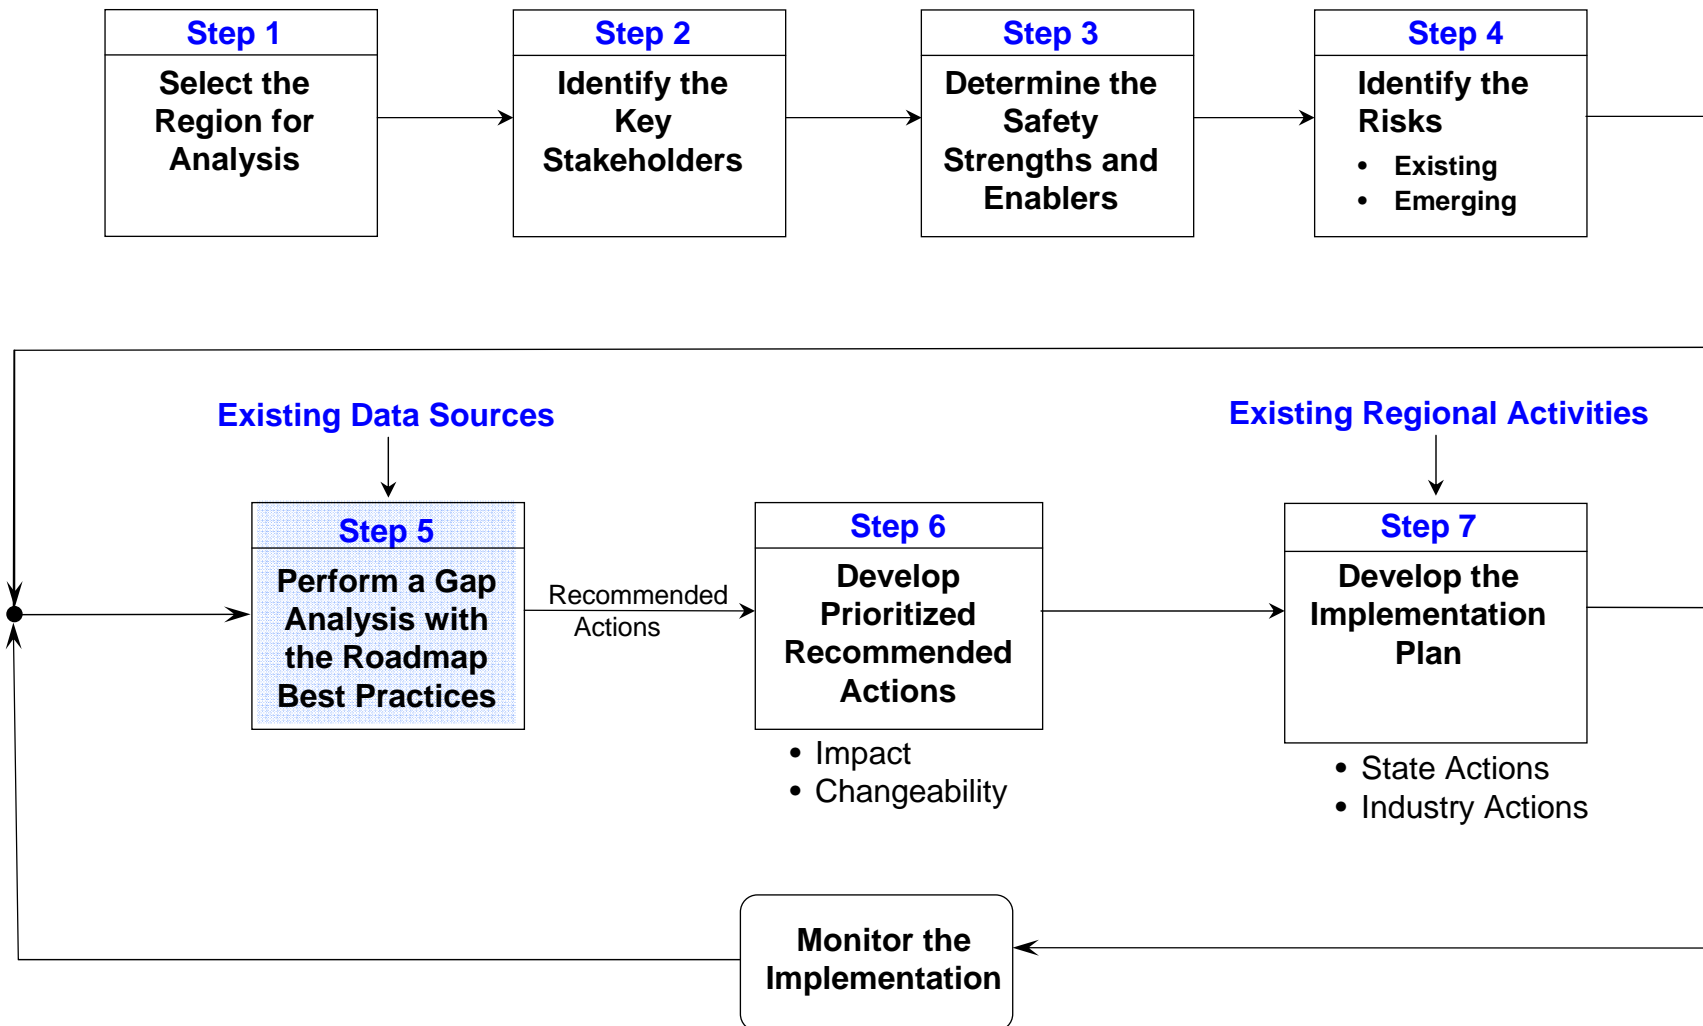 Step 1
Select the
Region for
Analysis
Step 2
Identify the
Key
Stakeholders
Step 3
Determine the
Safety
Strengths and
Enablers
Step 4
Identify the
Risks
• Existing
• Emerging
Existing Data Sources
Existing Regional Activities
Step 5
Perform a Gap
Analysis with
the Roadmap
Best Practices
Recommended
Actions
Step 6
Develop
Prioritized
Recommended
Actions
• Impact
• Changeability
Step 7
Develop the
Implementation
Plan
• State Actions
• Industry Actions
Monitor the
Implementation